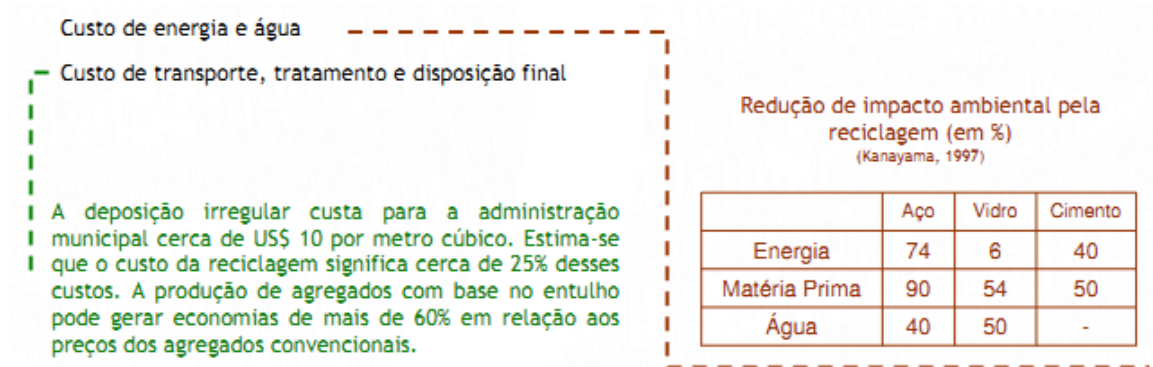 Custo de energia e água
Custo de transporte, tratamento e disposição final
A deposição irregular custa para a administração
municipal cerca de US$ 10 por metro cúbico. Estima-se
que o custo da reciclagem significa cerca de 25% desses
custos. A produção de agregados com base no entulho
pode gerar economias de mais de 60% em relação aos
preços dos agregados convencionais.
Redução de impacto ambiental pela
reciclagem (em %)
(Kanayama, 1997)
Aço Vidro Cimento
Energia 74 6 40
Matéria Prima 90 54 50
Água 40 50 -